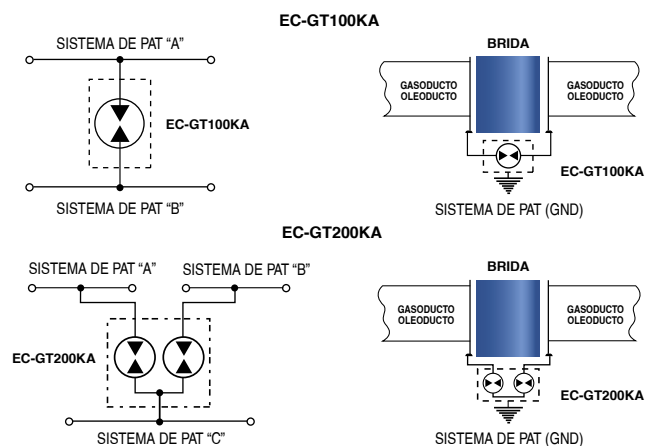 EC-GT100KA
SISTEMA DE PAT “A”
EC-GT100KA
SISTEMA DE PAT “B”
BRIDA
GASODUCTO
OLEODUCTO
GASODUCTO
OLEODUCTO
EC-GT100KA
SISTEMA DE PAT (GND)
EC-GT200KA
SISTEMA DE PAT “A”
SISTEMA DE PAT “B”
EC-GT200KA
SISTEMA DE PAT “C”
BRIDA
GASODUCTO
OLEODUCTO
GASODUCTO
OLEODUCTO
EC-GT200KA
SISTEMA DE PAT (GND)